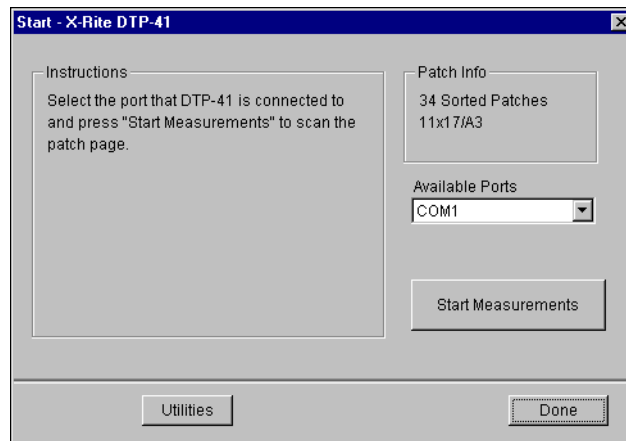 Start - X-Rite DTP-41
Instructions
Select the port that DTP-41 is connected to
and press "Start Measurements" to scan the
patch page.
Patch Info
34 Sorted Patches
11x17/A3
Available Ports
COM1
Start Measurements
Utilities
Done